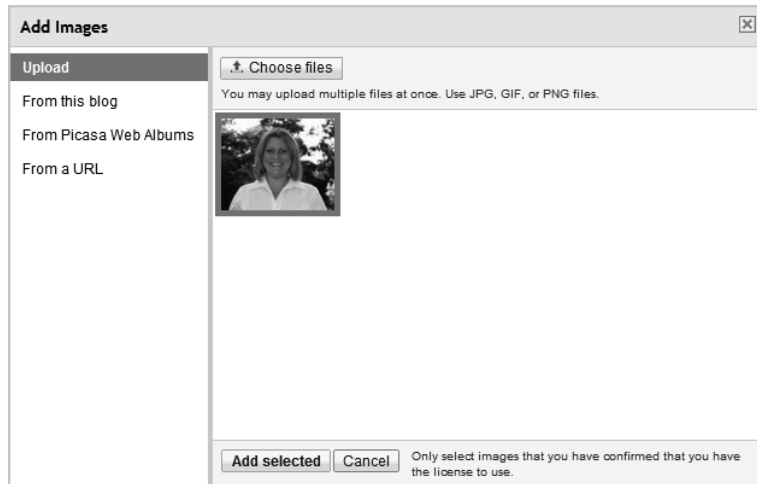 Add Images
Upload
From this blog
From Picasa Web Albums
From a URL
Choose files
You may upload multiple files at once. Use JPG, GIF, or PNG files.
Add selected
Cancel
Only select images that you have confirmed that you have
the license to use.